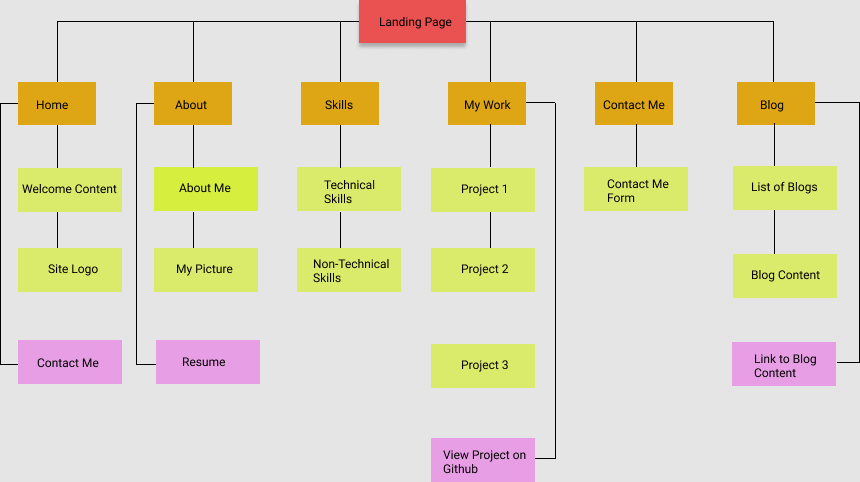 Landing Page
Home
About
Skills
My Work
Contact Me
Blog
Welcome Content
About Me
Technical
Skills
Project 1
Contact Me
Form
List of Blogs
Site Logo
My Picture
Non-Technical
Skills
Project 2
Blog Content
Contact Me
Resume
Project 3
Link to Blog
Content
View Project on
Github